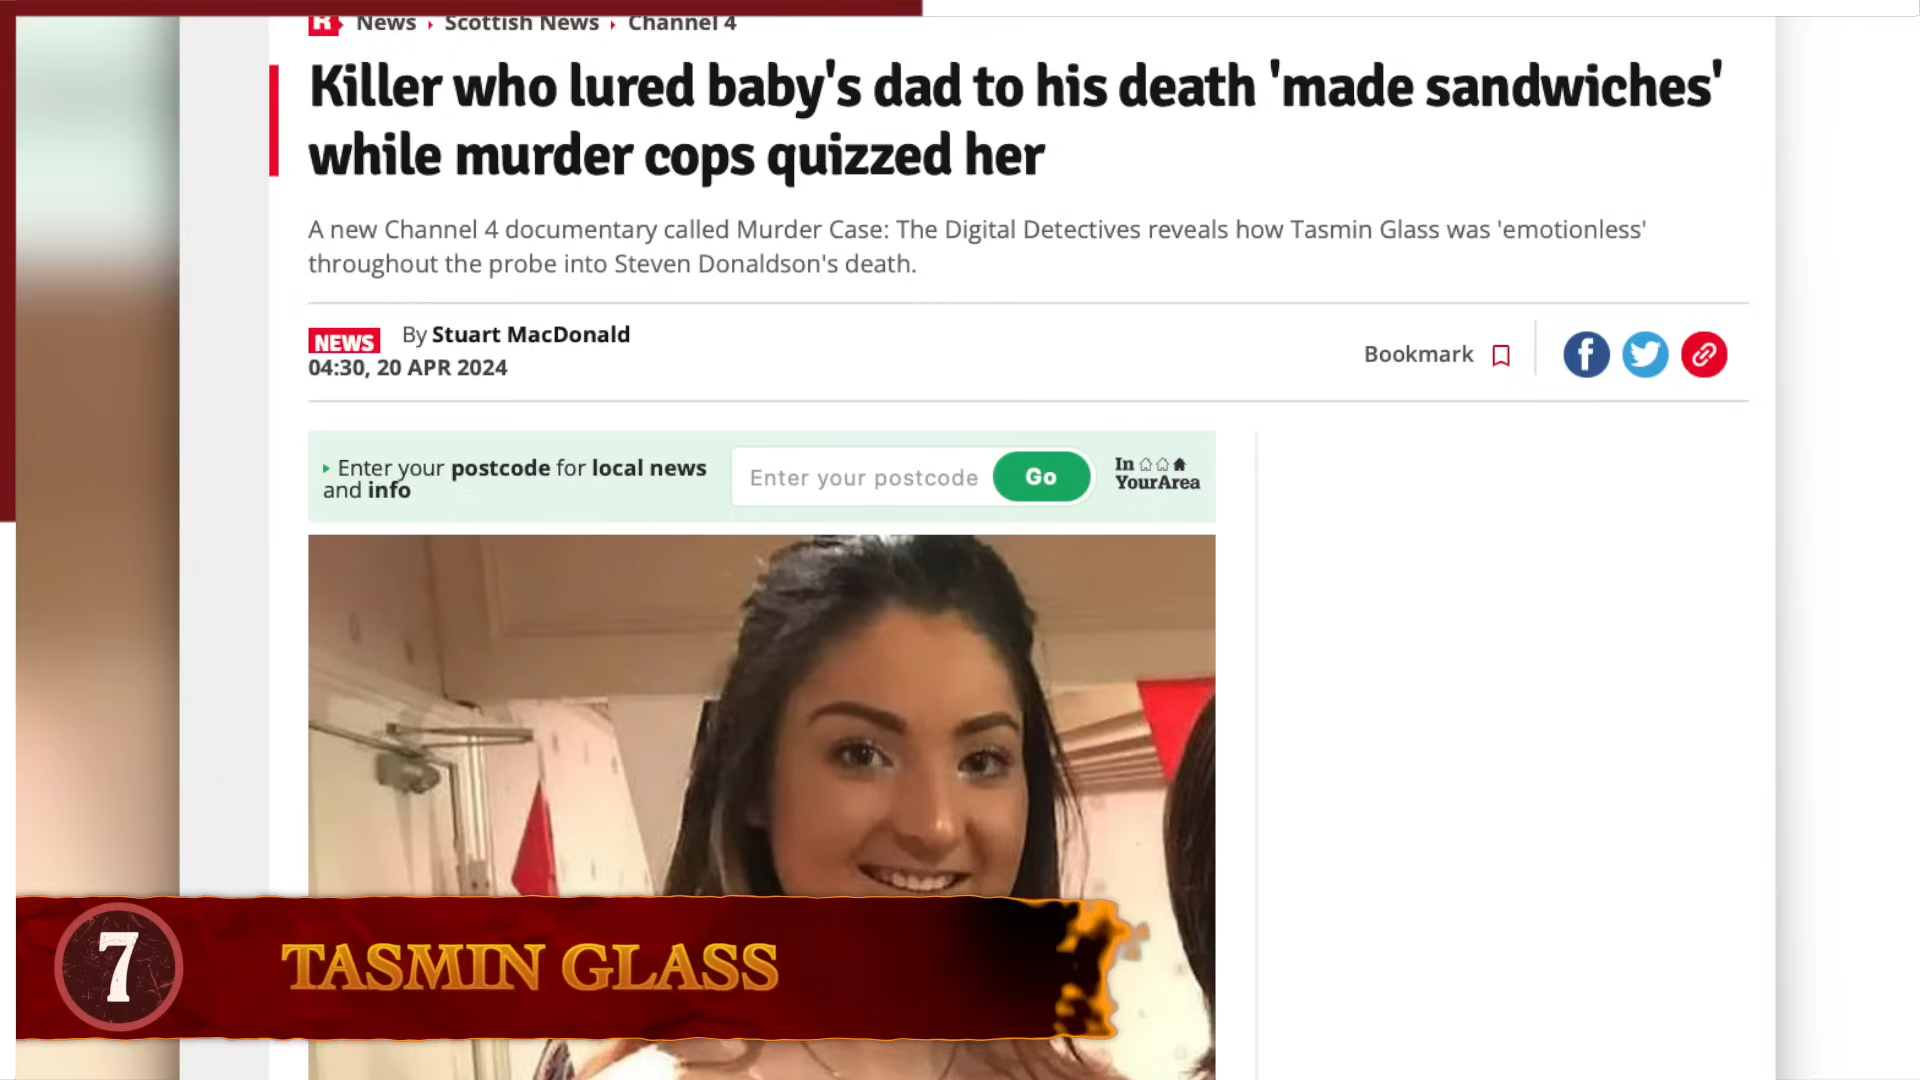 News Scottish News Channel 4
Killer who lured baby's dad to his death 'made sandwiches'
while murder cops quizzed her
A new Channel 4 documentary called Murder Case: The Digital Detectives reveals how Tasmin Glass was 'emotionless'
throughout the probe into Steven Donaldson's death.
NEWS By Stuart MacDonald
04:30, 20 APR 2024
Bookmark
Enter your postcode for local news
and info
Enter your postcode
Go
In
YourArea
7 TASMIN GLASS